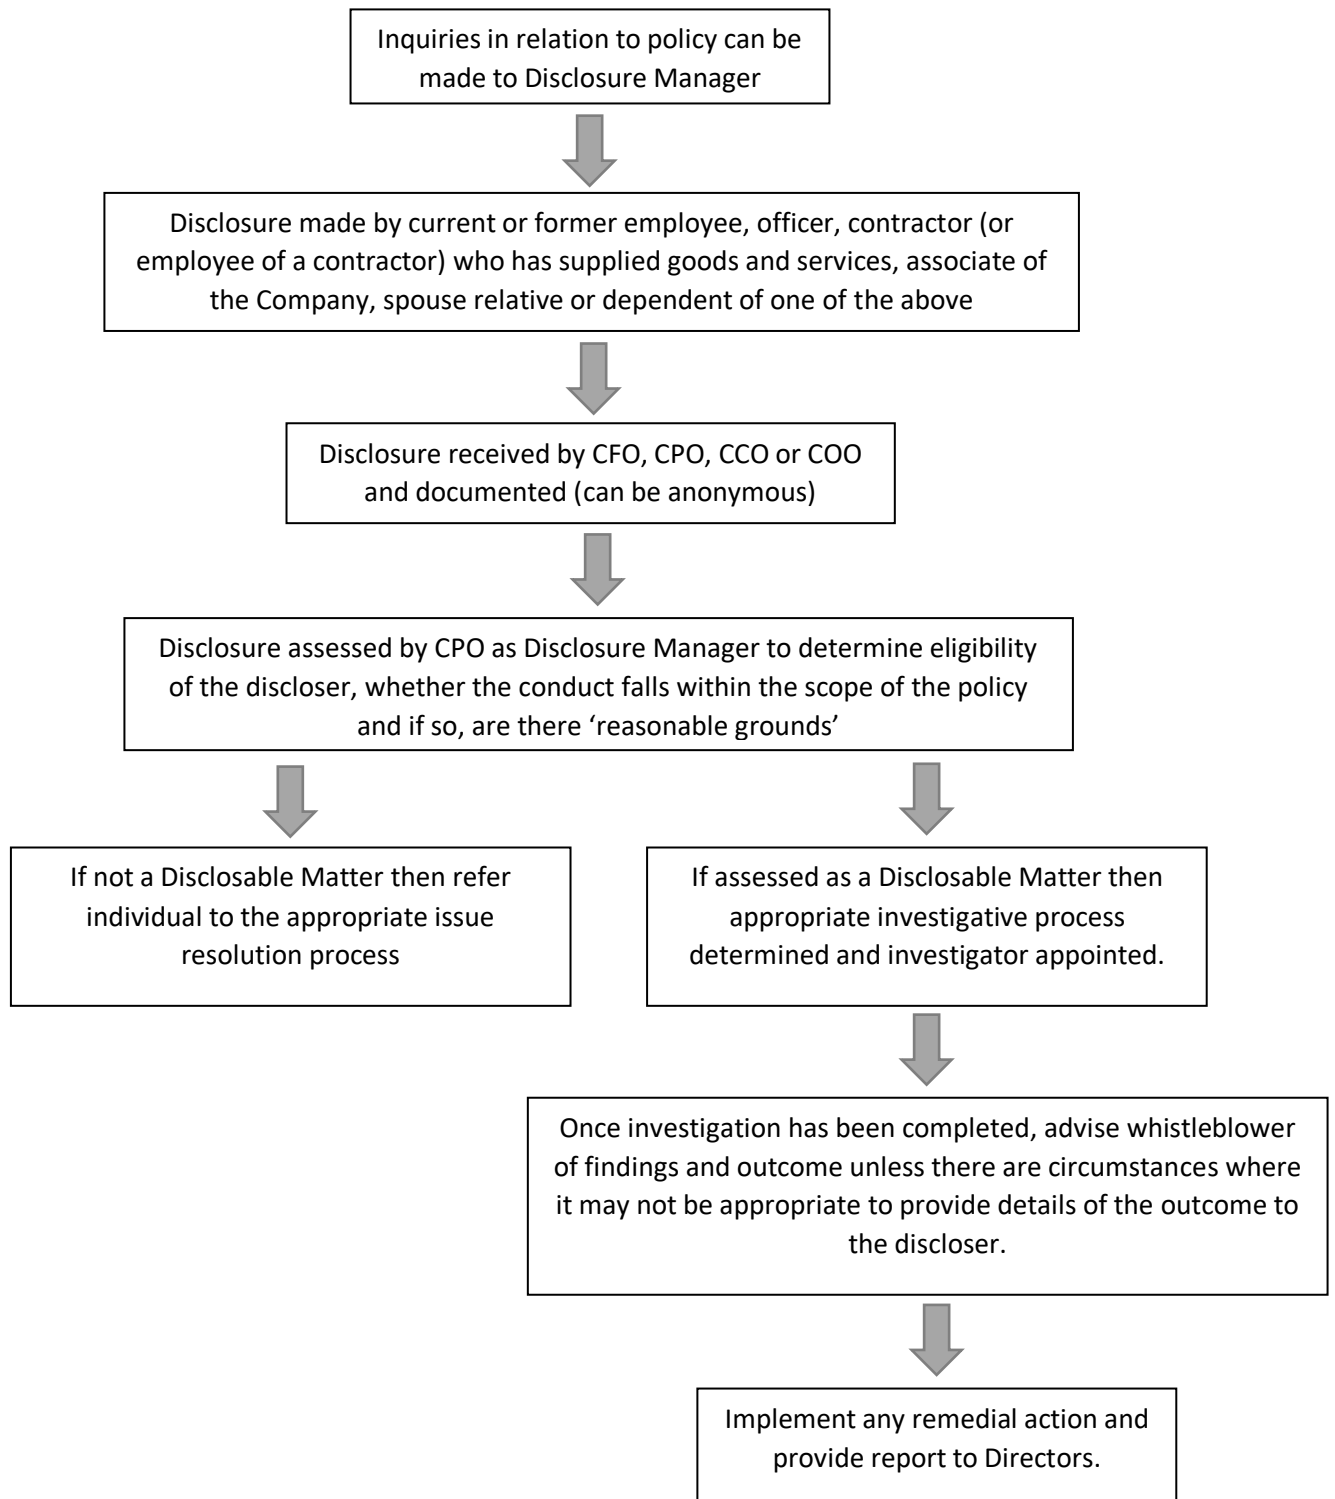 Inquiries in relation to policy can be
made to Disclosure Manager
Disclosure made by current or former employee, officer, contractor (or
employee of a contractor) who has supplied goods and services, associate of
the Company, spouse relative or dependent of one of the above
Disclosure received by CFO, CPO, CCO or COO
and documented (can be anonymous)
Disclosure assessed by CPO as Disclosure Manager to determine eligibility
of the discloser, whether the conduct falls within the scope of the policy
and if so, are there ‘reasonable grounds’
If not a Disclosable Matter then refer
individual to the appropriate issue
resolution process
If assessed as a Disclosable Matter then
appropriate investigative process
determined and investigator appointed.
Once investigation has been completed, advise whistleblower
of findings and outcome unless there are circumstances where
it may not be appropriate to provide details of the outcome to
the discloser.
Implement any remedial action and
provide report to Directors.